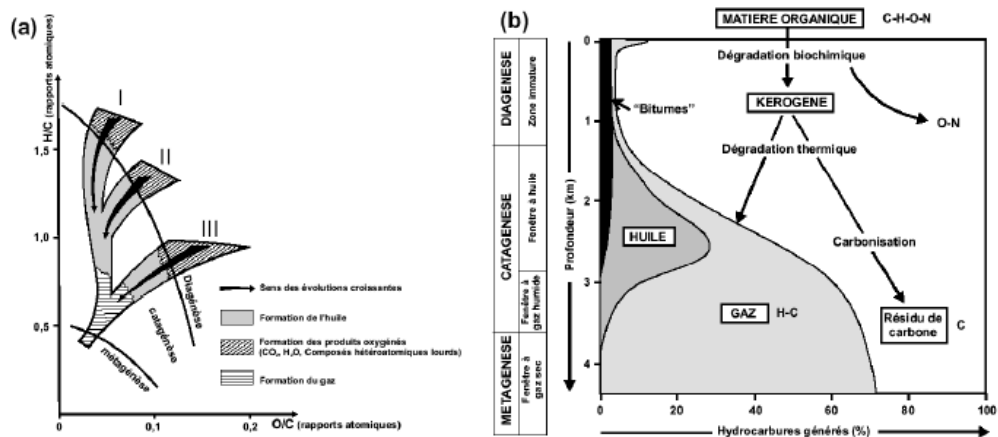 (a)
H/C (rapports atomiques)
1,5
1,0
0,5
0
0,1
0,2
O/C (rapports atomiques)
I
II
III
Diagénèse
Catagénèse
métagénèse
Sens des évolutions croissantes
Formation de l'huile
Formation des produits oxygénés
(CO₂, H₂O, Composés hétéroatomiques lourds)
Formation du gaz
(b)
MATIERE ORGANIQUE C-H-O-N
Dégradation biochimique
"Bitumes"
KEROGENE
O-N
Dégradation thermique
HUILE
Carbonisation
GAZ H-C
Résidu de
carbone C
DIAGENESE
Zone immature
CATAGENESE
Fenêtre à huile
Fenêtre à
gaz humide
METAGENESE
Fenêtre à
gaz sec
Profondeur (km)
0
1
2
3
4
0 20 40 60 80 100
Hydrocarbures générés (%)